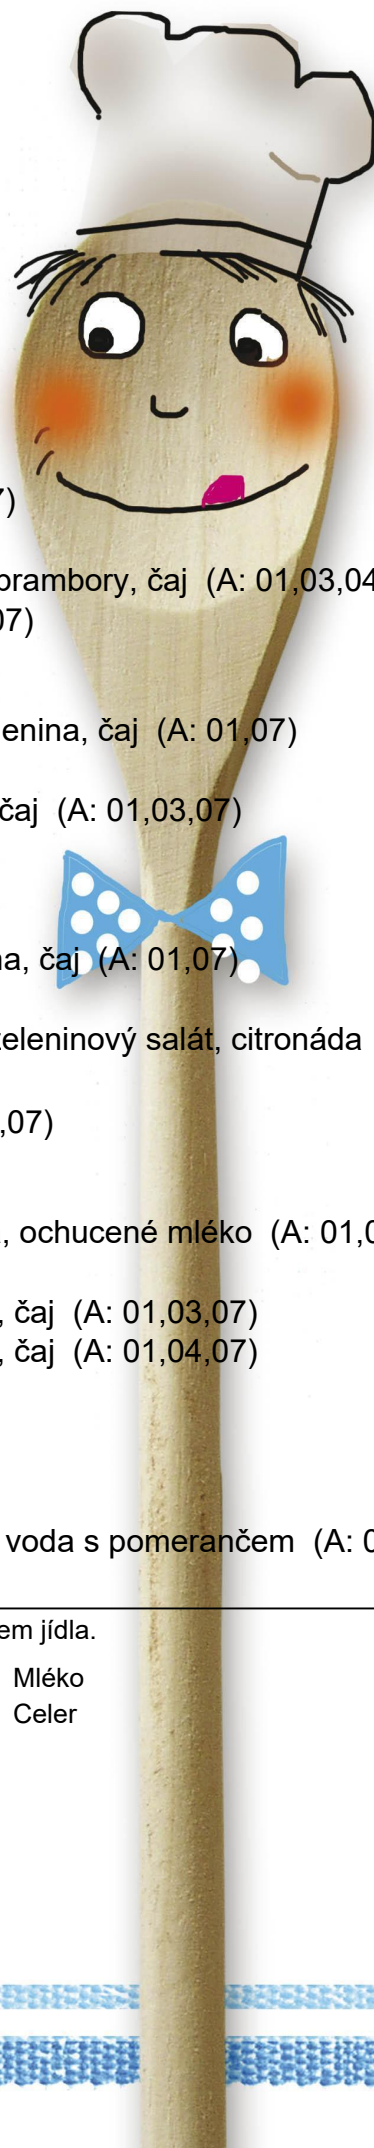 7)
brambory, čaj (A: 01,03,04
07)
enina, čaj (A: 01,07)
čaj (A: 01,03,07)
na, čaj (A: 01,07)
zeleninový salát, citronáda
,07)
, ochucené mléko (A: 01,0
, čaj (A: 01,03,07)
, čaj (A: 01,04,07)
voda s pomerančem (A: 0
em jídla.
Mléko
Celer